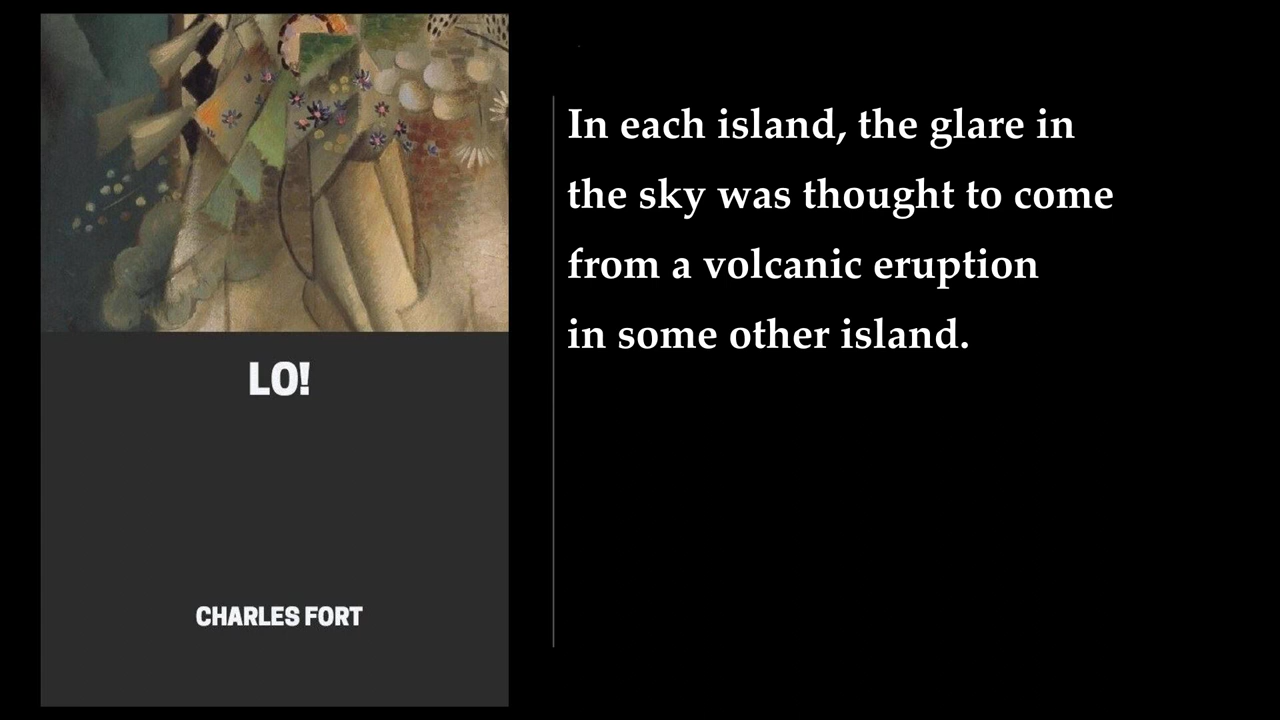 LO!
CHARLES FORT
In each island, the glare in
the sky was thought to come
from a volcanic eruption
in some other island.